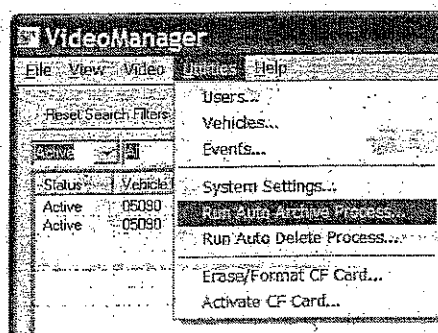 VideoManager
File View Video Utilities Help
Reset Search Filters
Active All
Status Vehicle
Active 05090
Active 05090
Users...
Vehicles...
Events...
System Settings...
Run Auto Archive Process...
Run Auto Delete Process...
Erase/Format CF Card...
Activate CF Card...